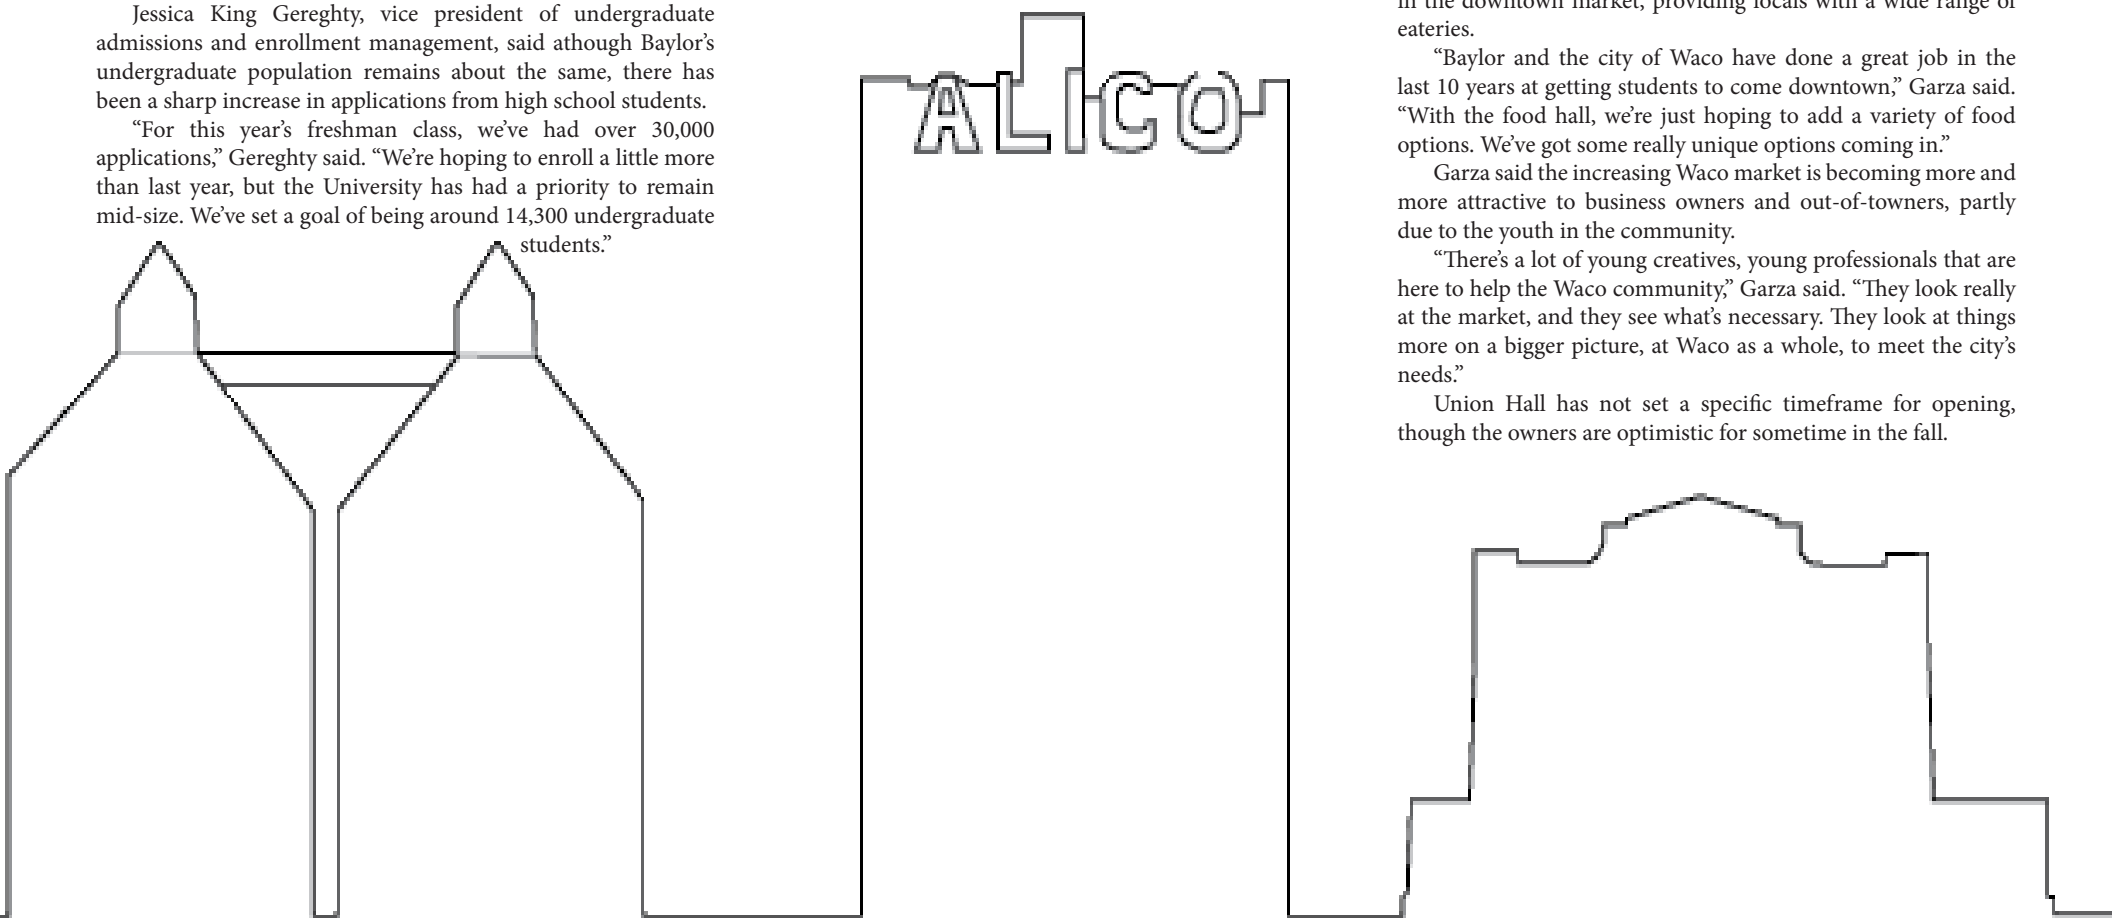 Jessica King Gereghty, vice president of undergraduate
admissions and enrollment management, said athough Baylor’s
undergraduate population remains about the same, there has
been a sharp increase in applications from high school students.
“For this year’s freshman class, we’ve had over 30,000
applications,” Gereghty said. “We’re hoping to enroll a little more
than last year, but the University has had a priority to remain
mid-size. We’ve set a goal of being around 14,300 undergraduate
students.”
ALICO
in the downtown market, providing locals with a wide range of
eateries.
“Baylor and the city of Waco have done a great job in the
last 10 years at getting students to come downtown,” Garza said.
“With the food hall, we’re just hoping to add a variety of food
options. We’ve got some really unique options coming in.”
Garza said the increasing Waco market is becoming more and
more attractive to business owners and out-of-towners, partly
due to the youth in the community.
“There’s a lot of young creatives, young professionals that are
here to help the Waco community,” Garza said. “They look really
at the market, and they see what’s necessary. They look at things
more on a bigger picture, at Waco as a whole, to meet the city’s
needs.”
Union Hall has not set a specific timeframe for opening,
though the owners are optimistic for sometime in the fall.